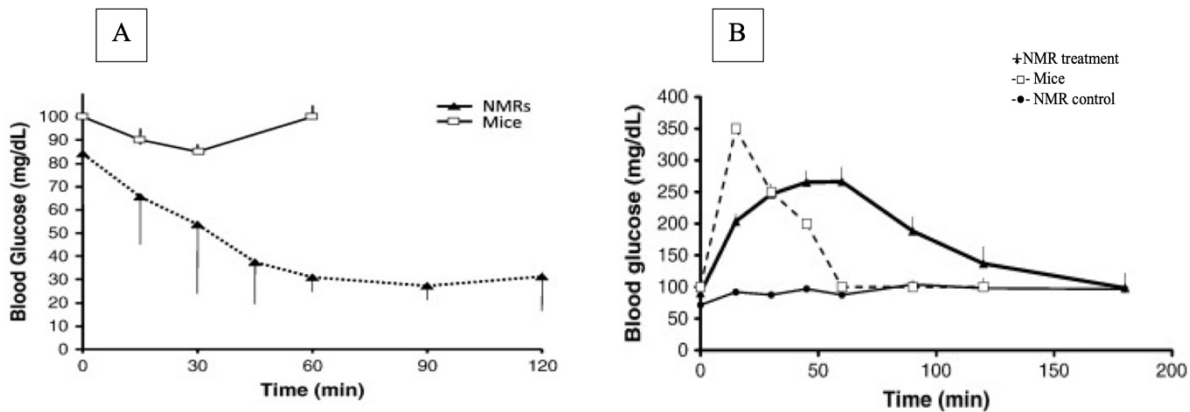 A
NMRs
Mice
Blood Glucose (mg/dL)
100
90
80
70
60
50
40
30
20
10
0
0 30 60 90 120
Time (min)
B
NMR treatment
Mice
NMR control
Blood glucose (mg/dL)
400
350
300
250
200
150
100
50
0
0 50 100 150 200
Time (min)